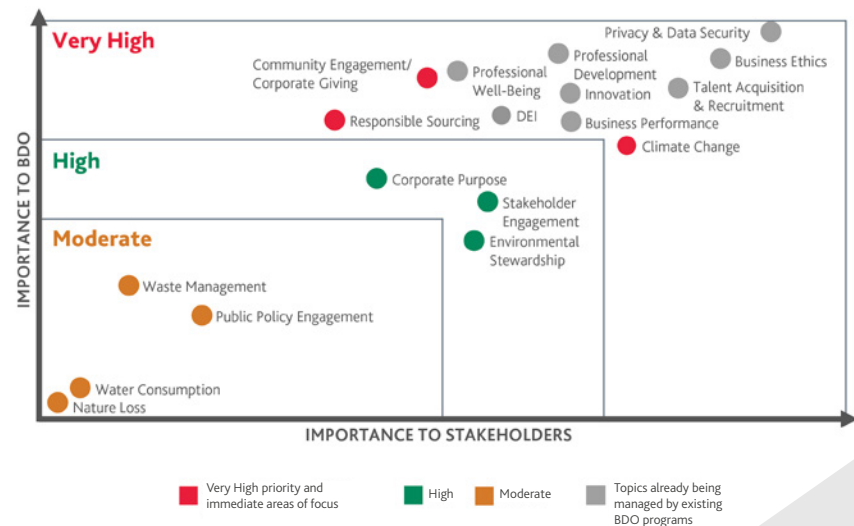 Very High
Privacy & Data Security
Community Engagement/
Corporate Giving
Professional
Well-Being
Professional
Development
Business Ethics
Innovation
Talent Acquisition
& Recruitment
Responsible Sourcing
DEI
Business Performance
Climate Change
High
Corporate Purpose
Stakeholder
Engagement
Environmental
Stewardship
Moderate
Waste Management
Public Policy Engagement
Water Consumption
Nature Loss
IMPORTANCE TO BDO
IMPORTANCE TO STAKEHOLDERS
Very High priority and
immediate areas of focus
High
Moderate
Topics already being
managed by existing
BDO programs